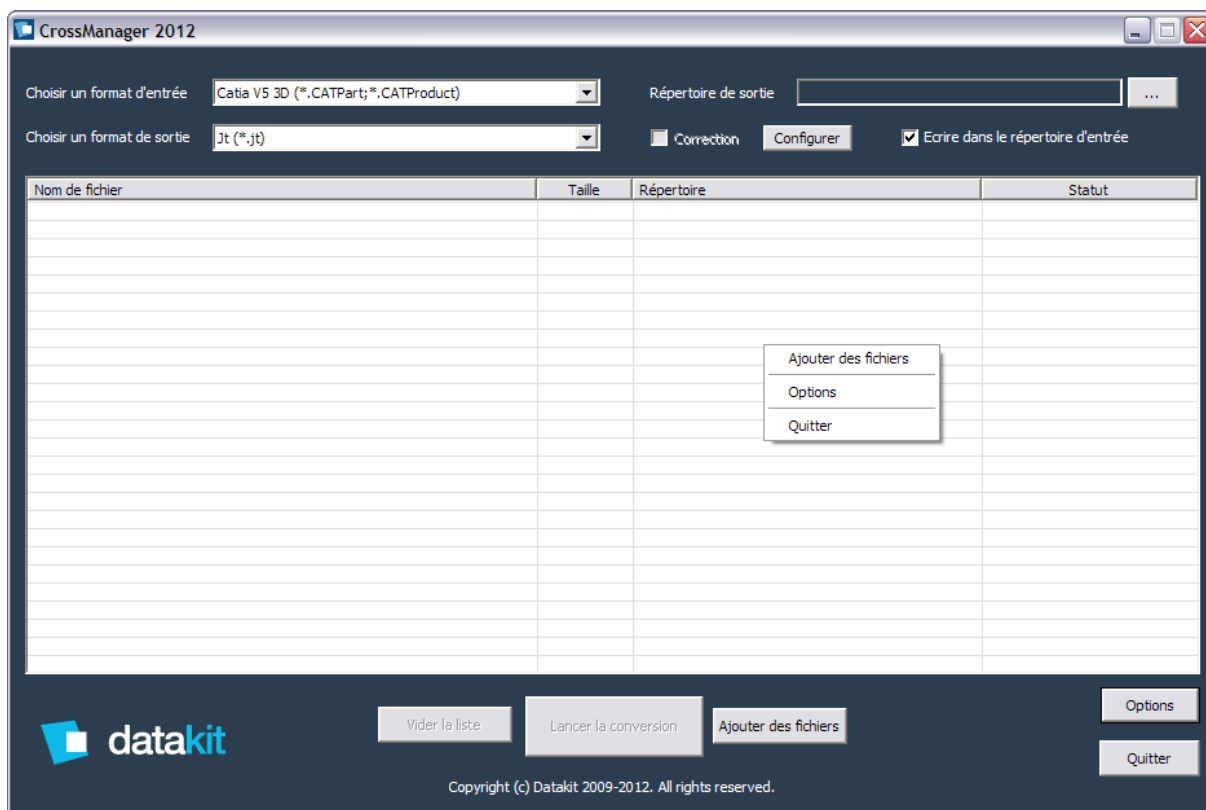 CrossManager 2012
Choisir un format d'entrée Catia V5 3D (*.CATPart;*.CATProduct) Répertoire de sortie ...
Choisir un format de sortie Jt (*.jt) Correction Configurer Ecrire dans le répertoire d'entrée
Nom de fichier Taille Répertoire Statut
Ajouter des fichiers
Options
Quitter
Vider la liste Lancer la conversion Ajouter des fichiers Options
datakit
Quitter
Copyright (c) Datakit 2009-2012. All rights reserved.